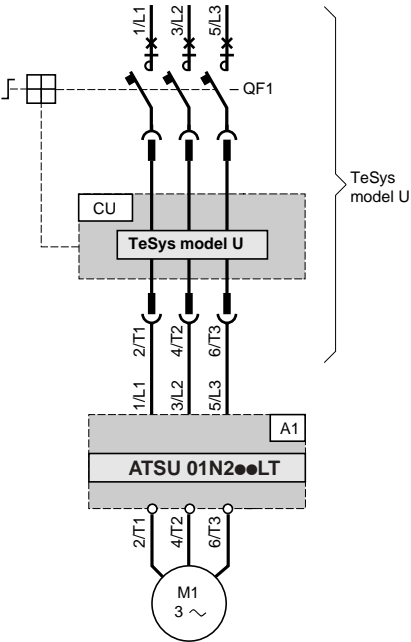 1/L1 3/L2 5/L3
QF1
TeSys
model U
CU
TeSys model U
2/T1 4/T2 6/T3
1/L1 3/L2 5/L3
A1
ATSU 01N2●●LT
2/T1 4/T2 6/T3
M1
3 ~